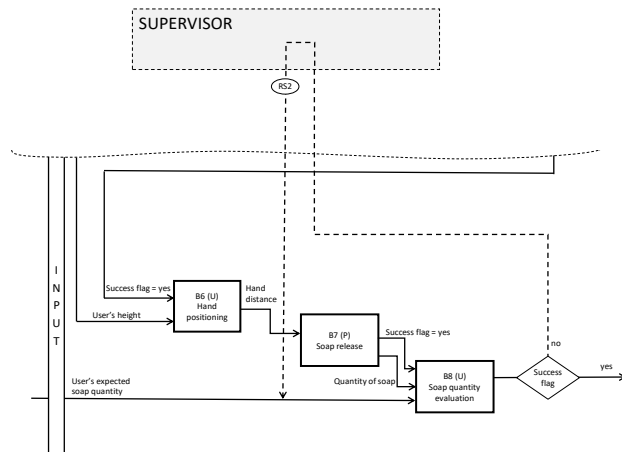 SUPERVISOR
RS2
I
N
P
U
T
Success flag = yes
User's height
B6 (U)
Hand
positioning
Hand
distance
B7 (P)
Soap release
Success flag = yes
Quantity of soap
B8 (U)
Soap quantity
evaluation
no
Success
flag
yes
User's expected
soap quantity